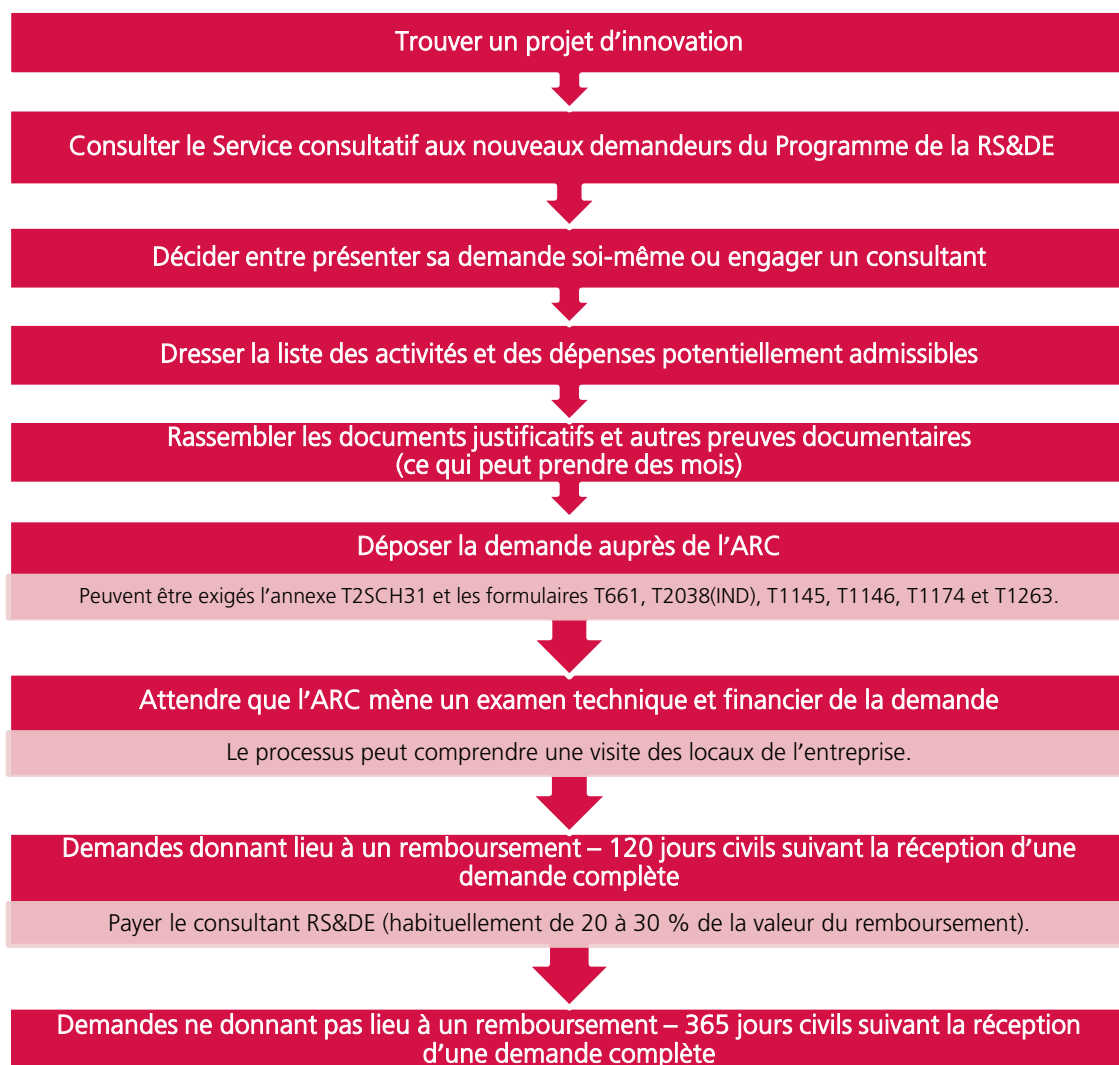 Trouver un projet d'innovation
Consulter le Service consultatif aux nouveaux demandeurs du Programme de la RS&DE
Décider entre présenter sa demande soi-même ou engager un consultant
Dresser la liste des activités et des dépenses potentiellement admissibles
Rassembler les documents justificatifs et autres preuves documentaires
(ce qui peut prendre des mois)
Déposer la demande auprès de l'ARC
Peuvent être exigés l'annexe T2SCH31 et les formulaires T661, T2038(IND), T1145, T1146, T1174 et T1263.
Attendre que l'ARC mène un examen technique et financier de la demande
Le processus peut comprendre une visite des locaux de l'entreprise.
Demandes donnant lieu à un remboursement – 120 jours civils suivant la réception d'une
demande complète
Payer le consultant RS&DE (habituellement de 20 à 30 % de la valeur du remboursement).
Demandes ne donnant pas lieu à un remboursement – 365 jours civils suivant la réception
d'une demande complète